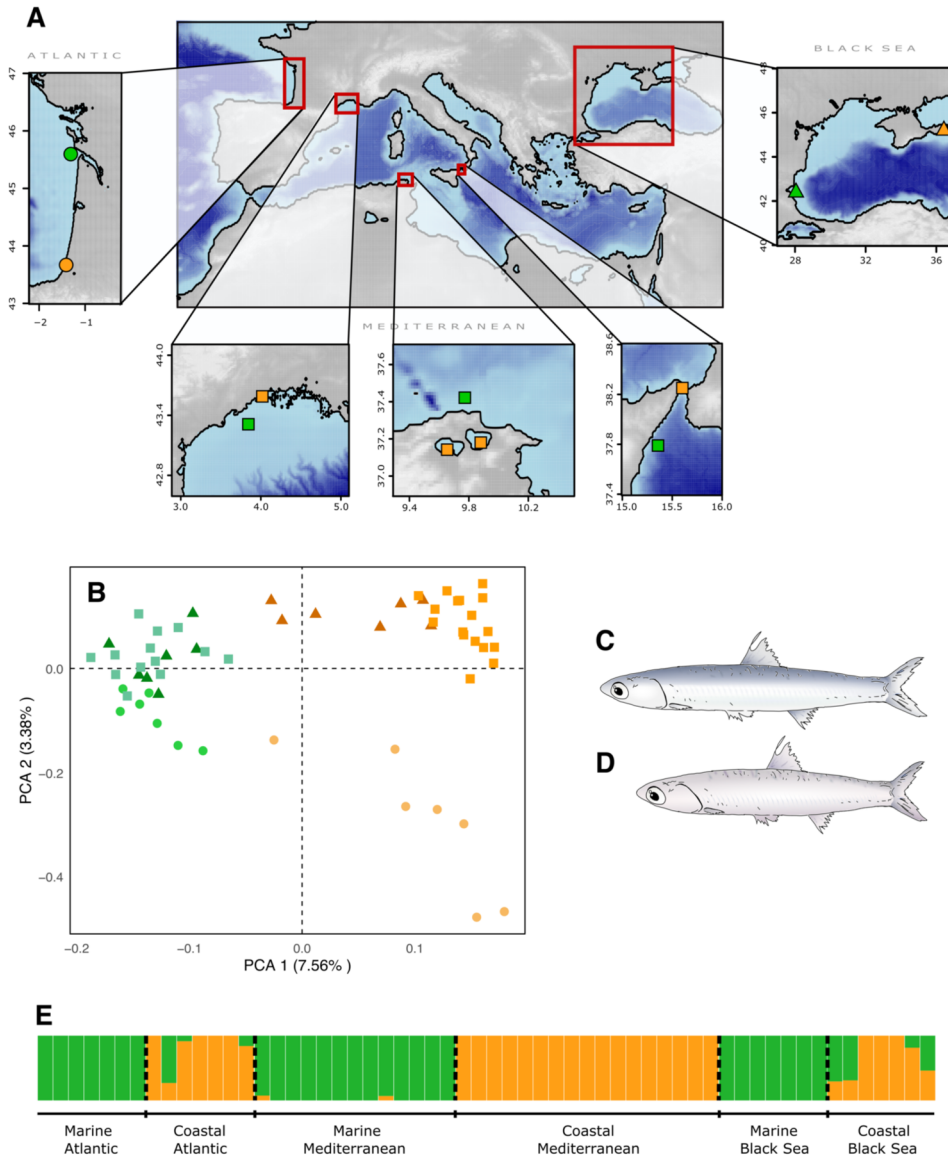 A
ATLANTIC
BLACK SEA
47
46
45
44
43
−2
−1
48
46
44
42
40
28
32
36
MEDITERRANEAN
44.0
43.4
42.8
3.0
4.0
5.0
37.6
37.4
37.2
37.0
9.4
9.8
10.2
38.6
38.2
37.8
37.4
15.0
15.5
16.0
B
0.0
−0.2
−0.4
PCA 2 (3.38%)
−0.2
−0.1
0.0
0.1
PCA 1 (7.56% )
C
D
E
Marine
Atlantic
Coastal
Atlantic
Marine
Mediterranean
Coastal
Mediterranean
Marine
Black Sea
Coastal
Black Sea